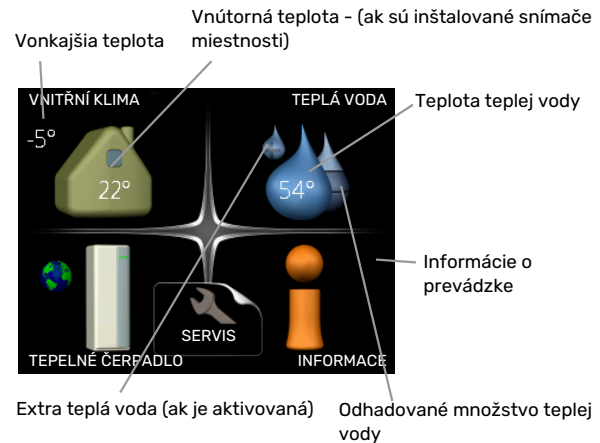 Vnútorná teplota - (ak sú inštalované snímače
miestnosti)
Vonkajšia teplota
VNITŘNÍ KLIMA
TEPLÁ VODA
Teplota teplej vody
-5°
22°
54°
Informácie o
prevádzke
SERVIS
TEPELNÉ ČERPADLO
INFORMACE
Extra teplá voda (ak je aktivovaná)
Odhadované množstvo teplej
vody